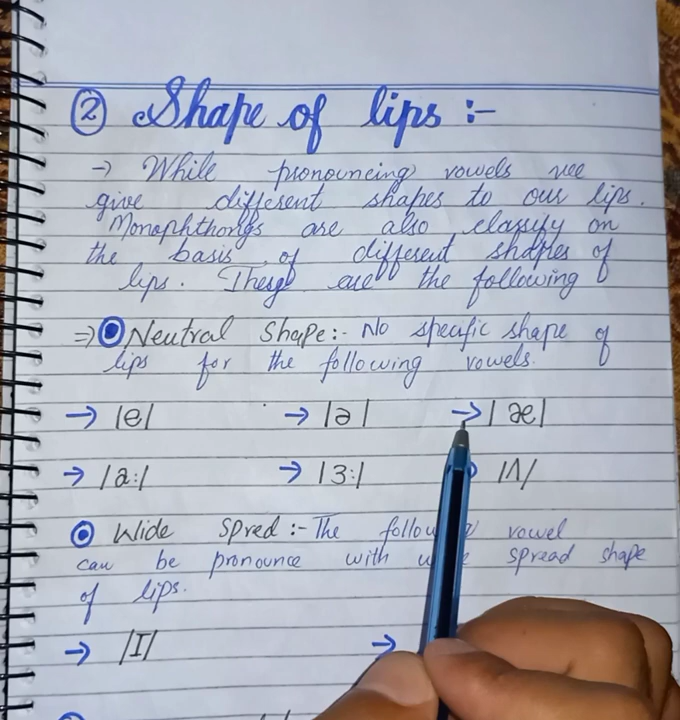 ② Shape of lips :-
→ While pronouncing vowels we
give different shapes to our lips.
Monophthongs are also classify on
the basis of different shapes of
lips. These are the following
⇒ Neutral Shape:- No specific shape of
lips for the following vowels.
→ /e/ → /ə/ → /æ/
→ /a:/ → /3:/ /Λ/
Wide spred :- The vowel
can be pronounce with spread shape
of lips.
→ /I/ →